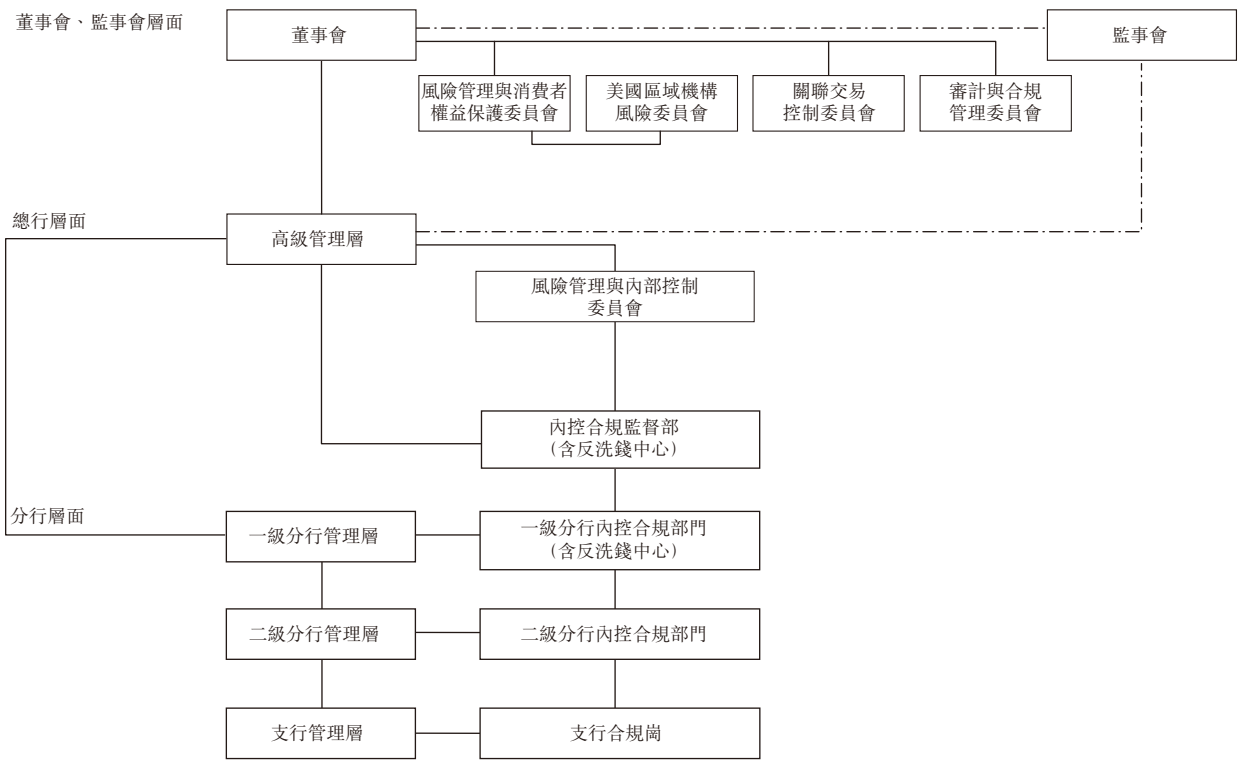 董事會、監事會層面
董事會
監事會
風險管理與消費者
權益保護委員會
美國區域機構
風險委員會
關聯交易
控制委員會
審計與合規
管理委員會
總行層面
高級管理層
風險管理與內部控制
委員會
內控合規監督部
(含反洗錢中心)
分行層面
一級分行管理層
一級分行內控合規部門
(含反洗錢中心)
二級分行管理層
二級分行內控合規部門
支行管理層
支行合規崗